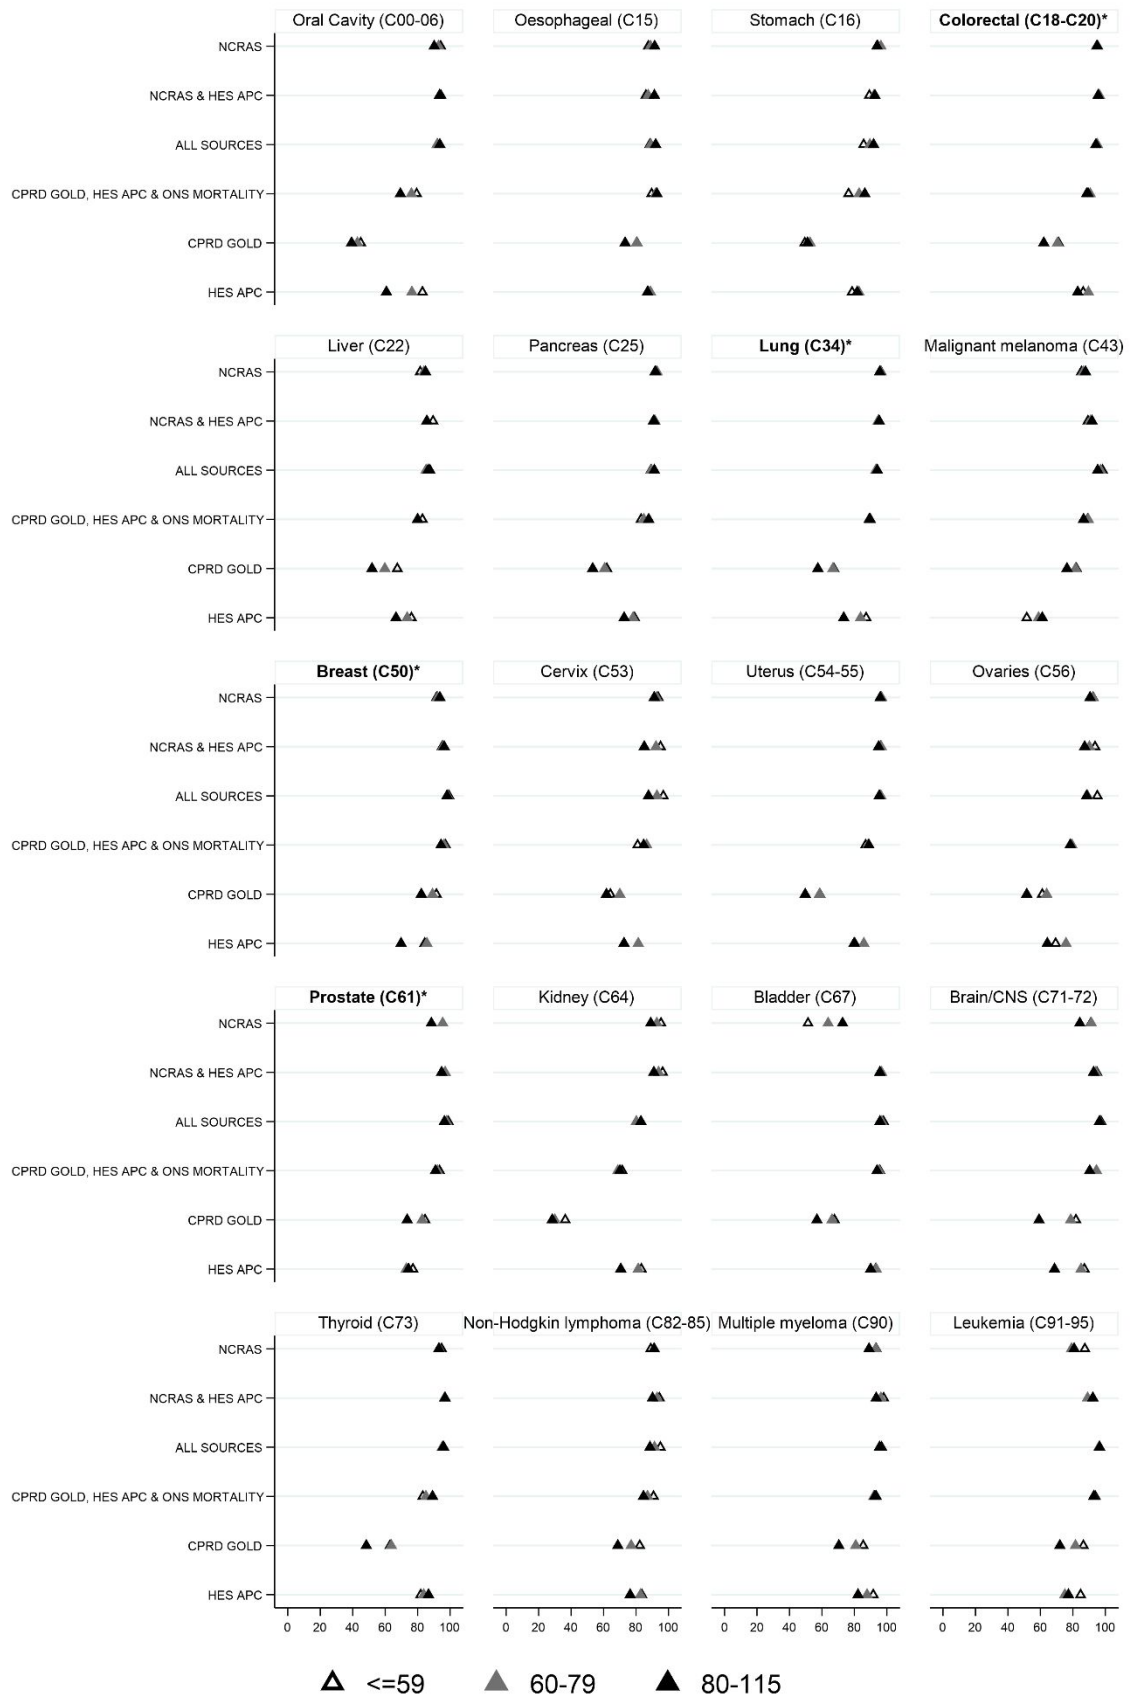 Oral Cavity (C00-06) Oesophageal (C15) Stomach (C16) Colorectal (C18-C20)*
NCRAS
NCRAS & HES APC
ALL SOURCES
CPRD GOLD, HES APC & ONS MORTALITY
CPRD GOLD
HES APC
Liver (C22) Pancreas (C25) Lung (C34)* Malignant melanoma (C43)
NCRAS
NCRAS & HES APC
ALL SOURCES
CPRD GOLD, HES APC & ONS MORTALITY
CPRD GOLD
HES APC
Breast (C50)* Cervix (C53) Uterus (C54-55) Ovaries (C56)
NCRAS
NCRAS & HES APC
ALL SOURCES
CPRD GOLD, HES APC & ONS MORTALITY
CPRD GOLD
HES APC
Prostate (C61)* Kidney (C64) Bladder (C67) Brain/CNS (C71-72)
NCRAS
NCRAS & HES APC
ALL SOURCES
CPRD GOLD, HES APC & ONS MORTALITY
CPRD GOLD
HES APC
Thyroid (C73) Non-Hodgkin lymphoma (C82-85) Multiple myeloma (C90) Leukemia (C91-95)
NCRAS
NCRAS & HES APC
ALL SOURCES
CPRD GOLD, HES APC & ONS MORTALITY
CPRD GOLD
HES APC
0 20 40 60 80 100 0 20 40 60 80 100 0 20 40 60 80 100 0 20 40 60 80 100
<=59 60-79 80-115